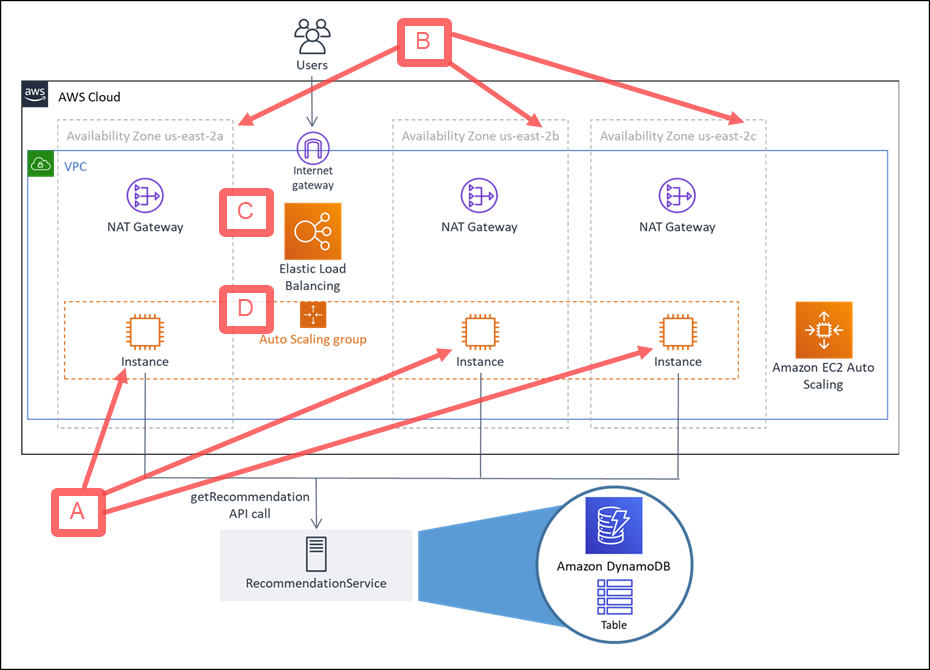 B
Users
aws
AWS Cloud
Availability Zone us-east-2a
Availability Zone us-east-2b
Availability Zone us-east-2c
VPC
Internet
gateway
NAT Gateway
C
NAT Gateway
NAT Gateway
Elastic Load
Balancing
D
Auto Scaling group
Instance
Instance
Instance
Amazon EC2 Auto
Scaling
A
getRecommendation
API call
RecommendationService
Amazon DynamoDB
Table